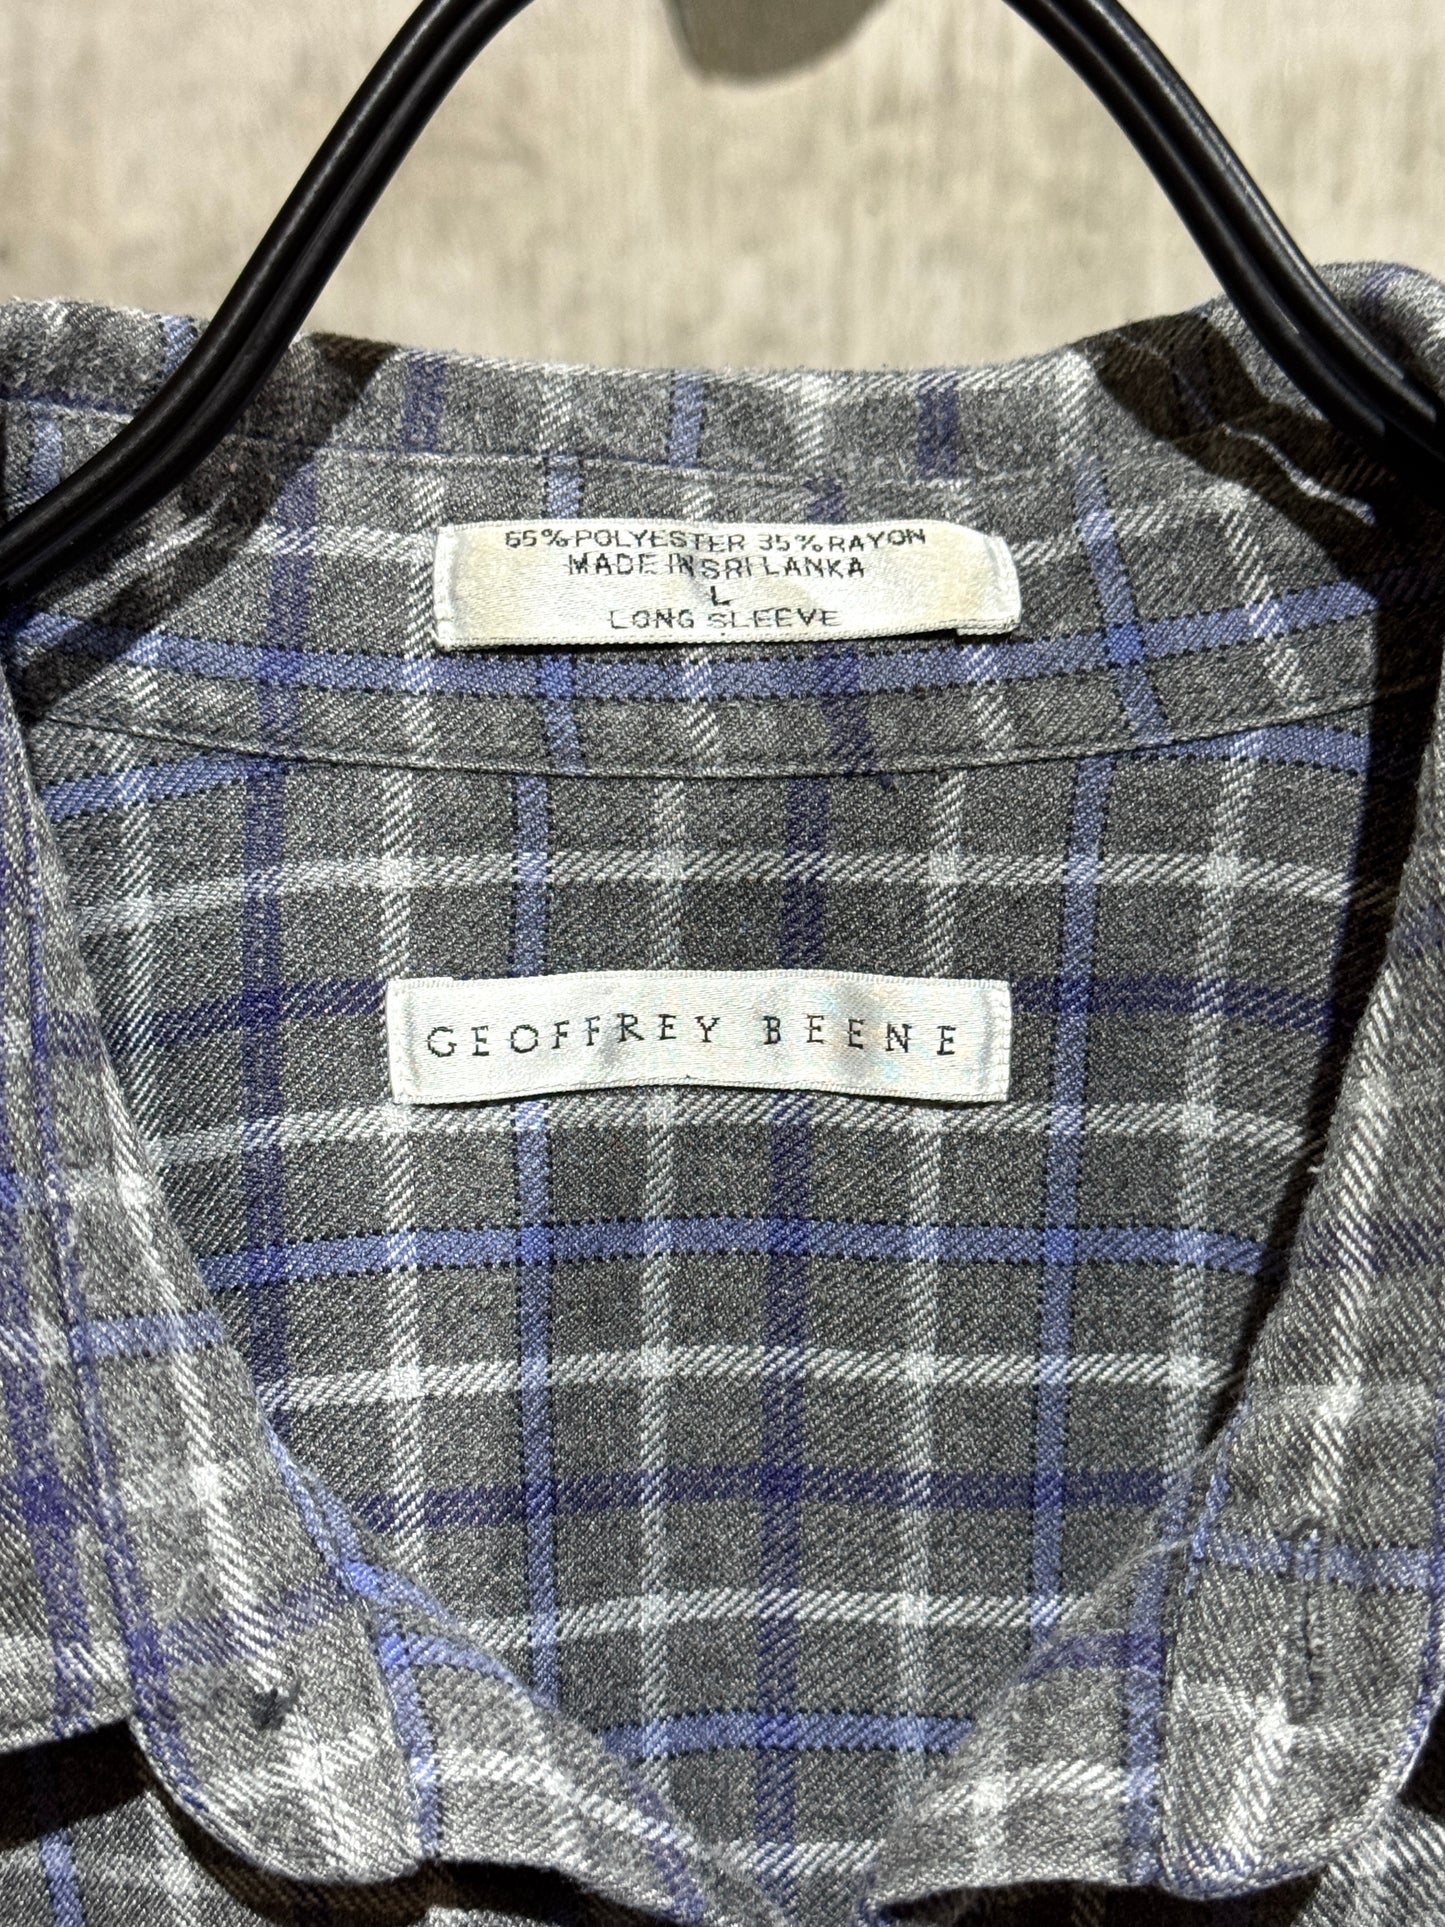 65% POLYESTER 35% RAYON
MADE IN SRI LANKA
L
LONG SLEEVE
GEOFFREY BEENE